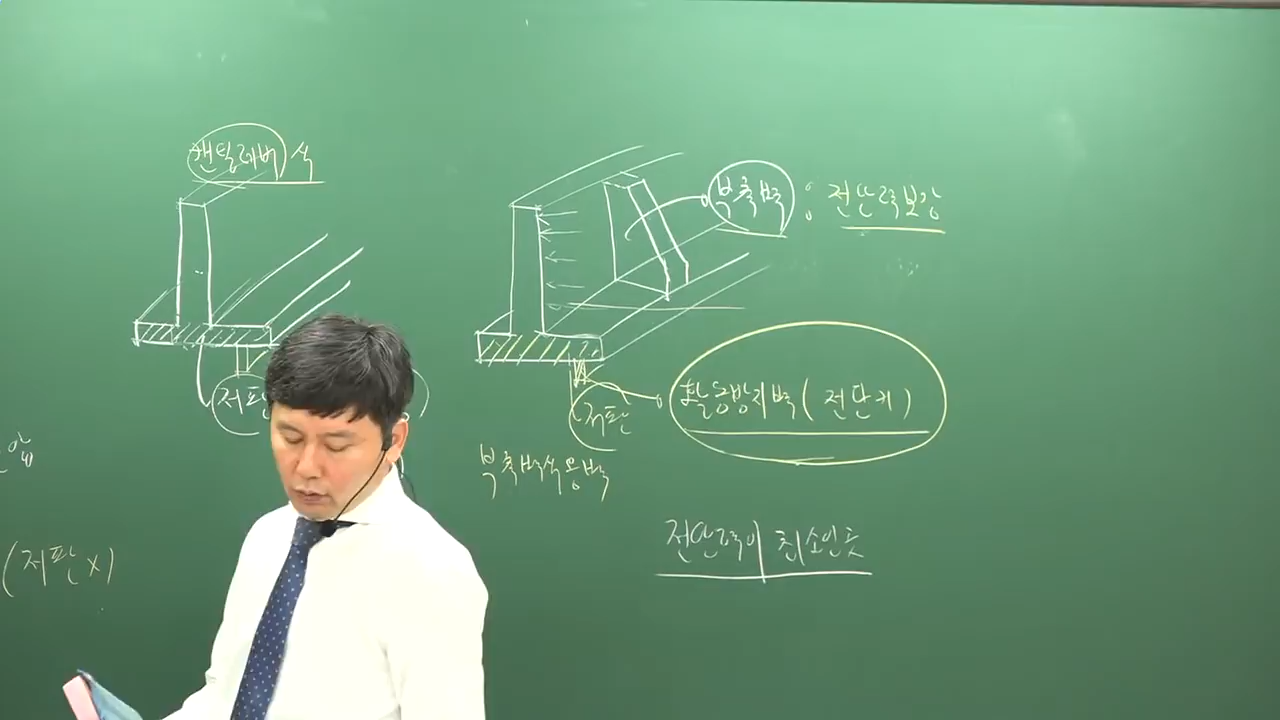 캔틸레버식
부축벽 : 전단력보강
저판
활동방지벽(전단키)
저판
부축벽식옹벽
(저판x)
전단력이 최소인곳